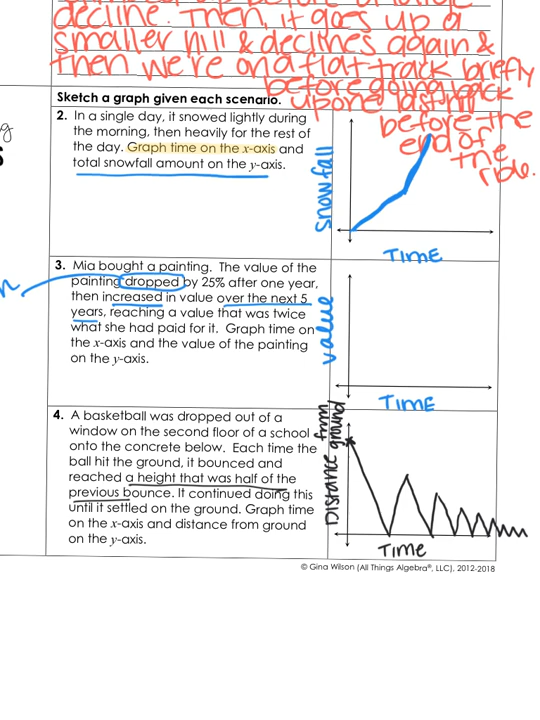 decline. Then, it goes up a
smaller hill & declines again &
then we're on a flat track briefly
before going back
up one last hill
before the
end of
the
ride.
Sketch a graph given each scenario.
2. In a single day, it snowed lightly during
the morning, then heavily for the rest of
the day. Graph time on the x-axis and
total snowfall amount on the y-axis.
snowfall
TIME
3. Mia bought a painting. The value of the
painting dropped by 25% after one year,
then increased in value over the next 5
years, reaching a value that was twice
what she had paid for it. Graph time on
the x-axis and the value of the painting
on the y-axis.
value
TIME
4. A basketball was dropped out of a
window on the second floor of a school
onto the concrete below. Each time the
ball hit the ground, it bounced and
reached a height that was half of the
previous bounce. It continued doing this
until it settled on the ground. Graph time
on the x-axis and distance from ground
on the y-axis.
Distance from
ground
Time
© Gina Wilson (All Things Algebra®, LLC), 2012-2018